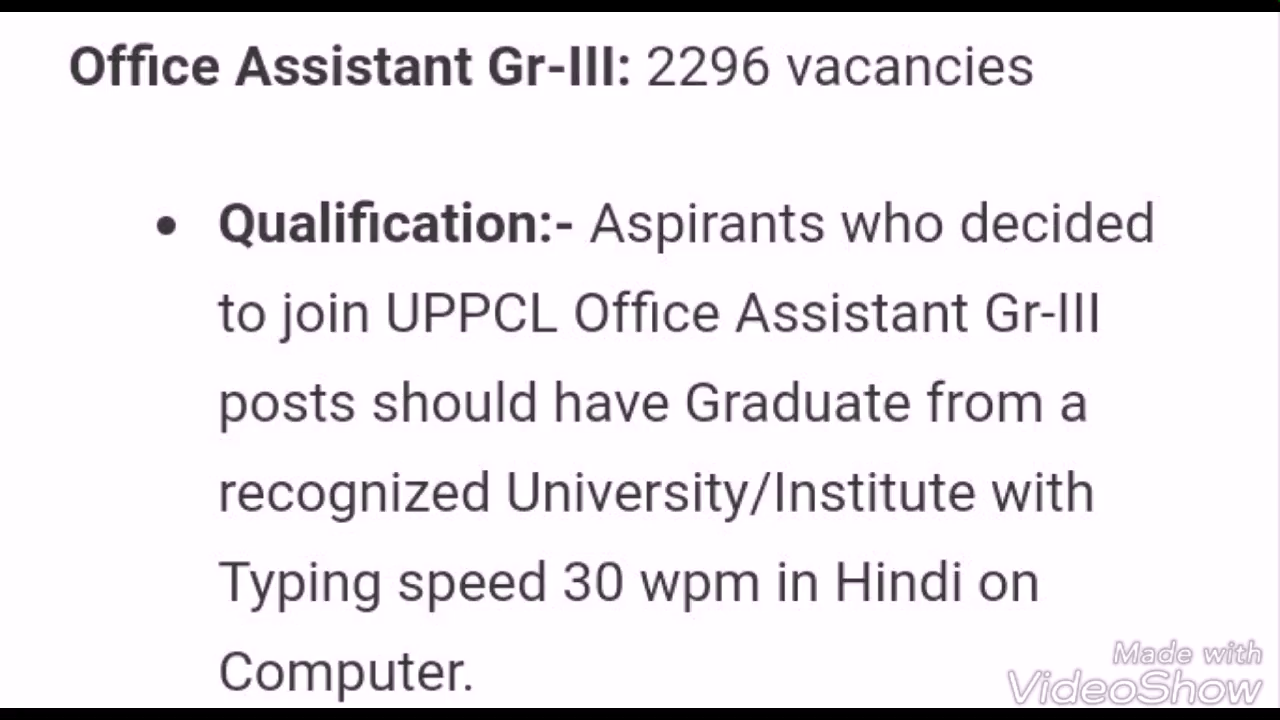 Office Assistant Gr-III: 2296 vacancies
• Qualification:- Aspirants who decided
to join UPPCL Office Assistant Gr-III
posts should have Graduate from a
recognized University/Institute with
Typing speed 30 wpm in Hindi on
Computer.
Made with
VideoShow